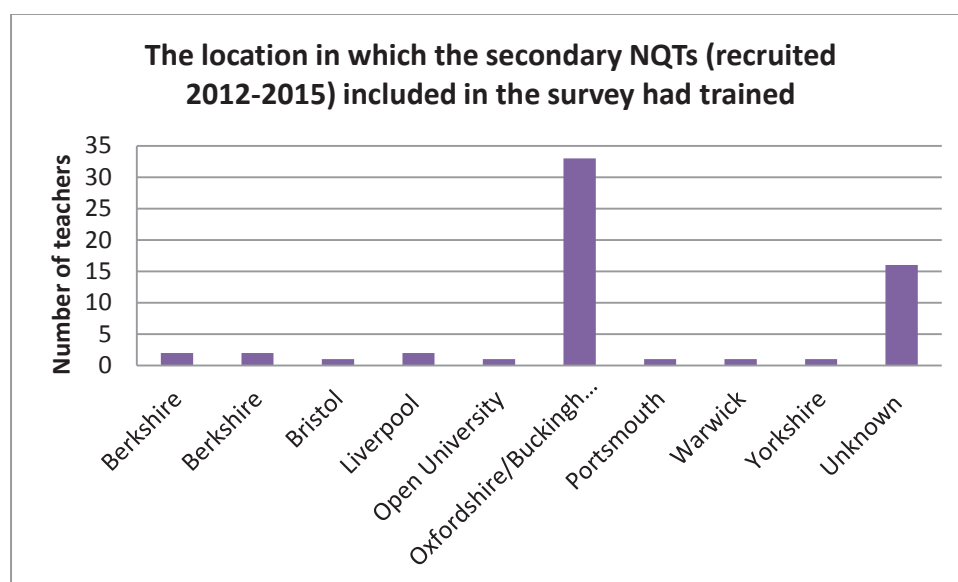 The location in which the secondary NQTs (recruited
2012-2015) included in the survey had trained
Number of teachers
35
30
25
20
15
10
5
0
Berkshire
Berkshire
Bristol
Liverpool
Open University
Oxfordshire/Buckingh...
Portsmouth
Warwick
Yorkshire
Unknown